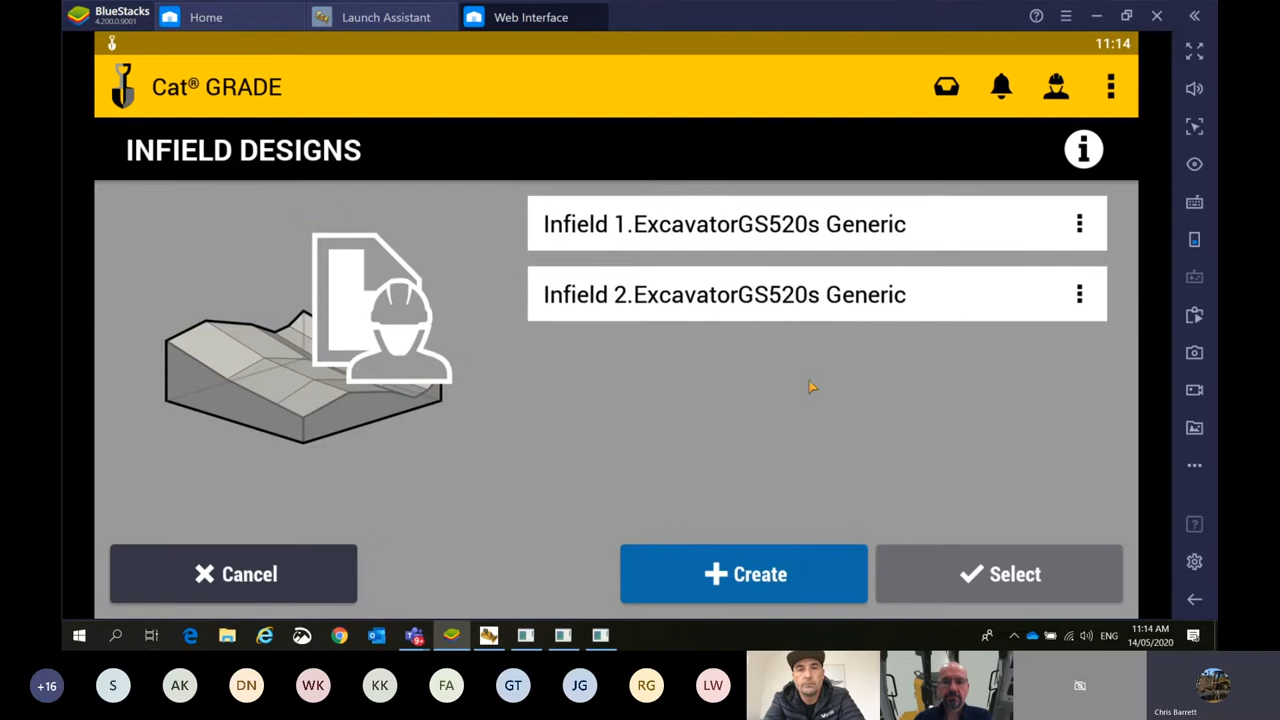 BlueStacks
4.200.0.9001
Home
Launch Assistant
Web Interface
11:14
Cat® GRADE
INFIELD DESIGNS
Infield 1.ExcavatorGS520s Generic
Infield 2.ExcavatorGS520s Generic
Cancel
Create
Select
9+
ENG
11:14 AM
14/05/2020
+16
S
AK
DN
WK
KK
FA
GT
JG
RG
LW
Chris Barrett